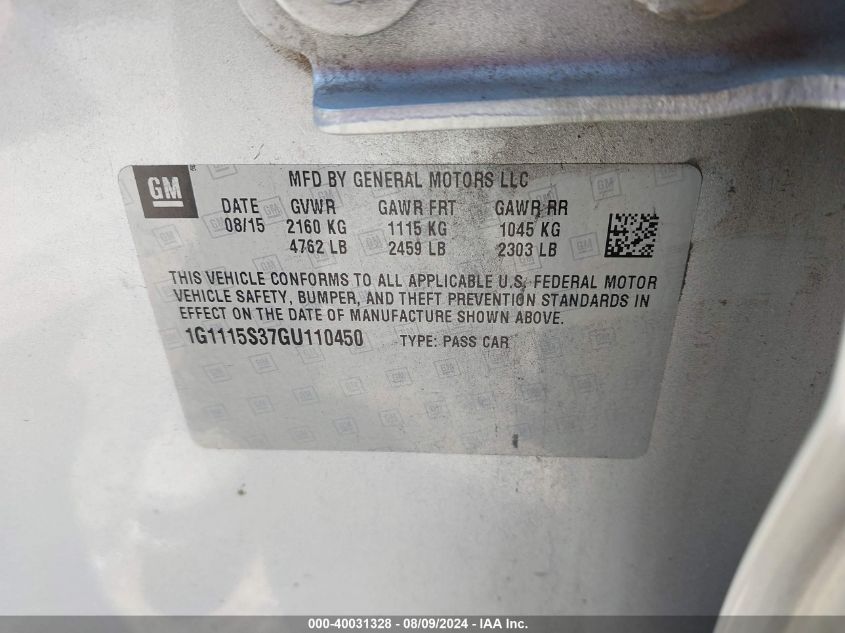 GM
MFD BY GENERAL MOTORS LLC
DATE GVWR GAWR FRT GAWR RR
08/15 2160 KG 1115 KG 1045 KG
4762 LB 2459 LB 2303 LB
THIS VEHICLE CONFORMS TO ALL APPLICABLE U.S. FEDERAL MOTOR
VEHICLE SAFETY, BUMPER, AND THEFT PREVENTION STANDARDS IN
EFFECT ON THE DATE OF MANUFACTURE SHOWN ABOVE.
1G1115S37GU110450 TYPE: PASS CAR
000-40031328 - 08/09/2024 - IAA Inc.